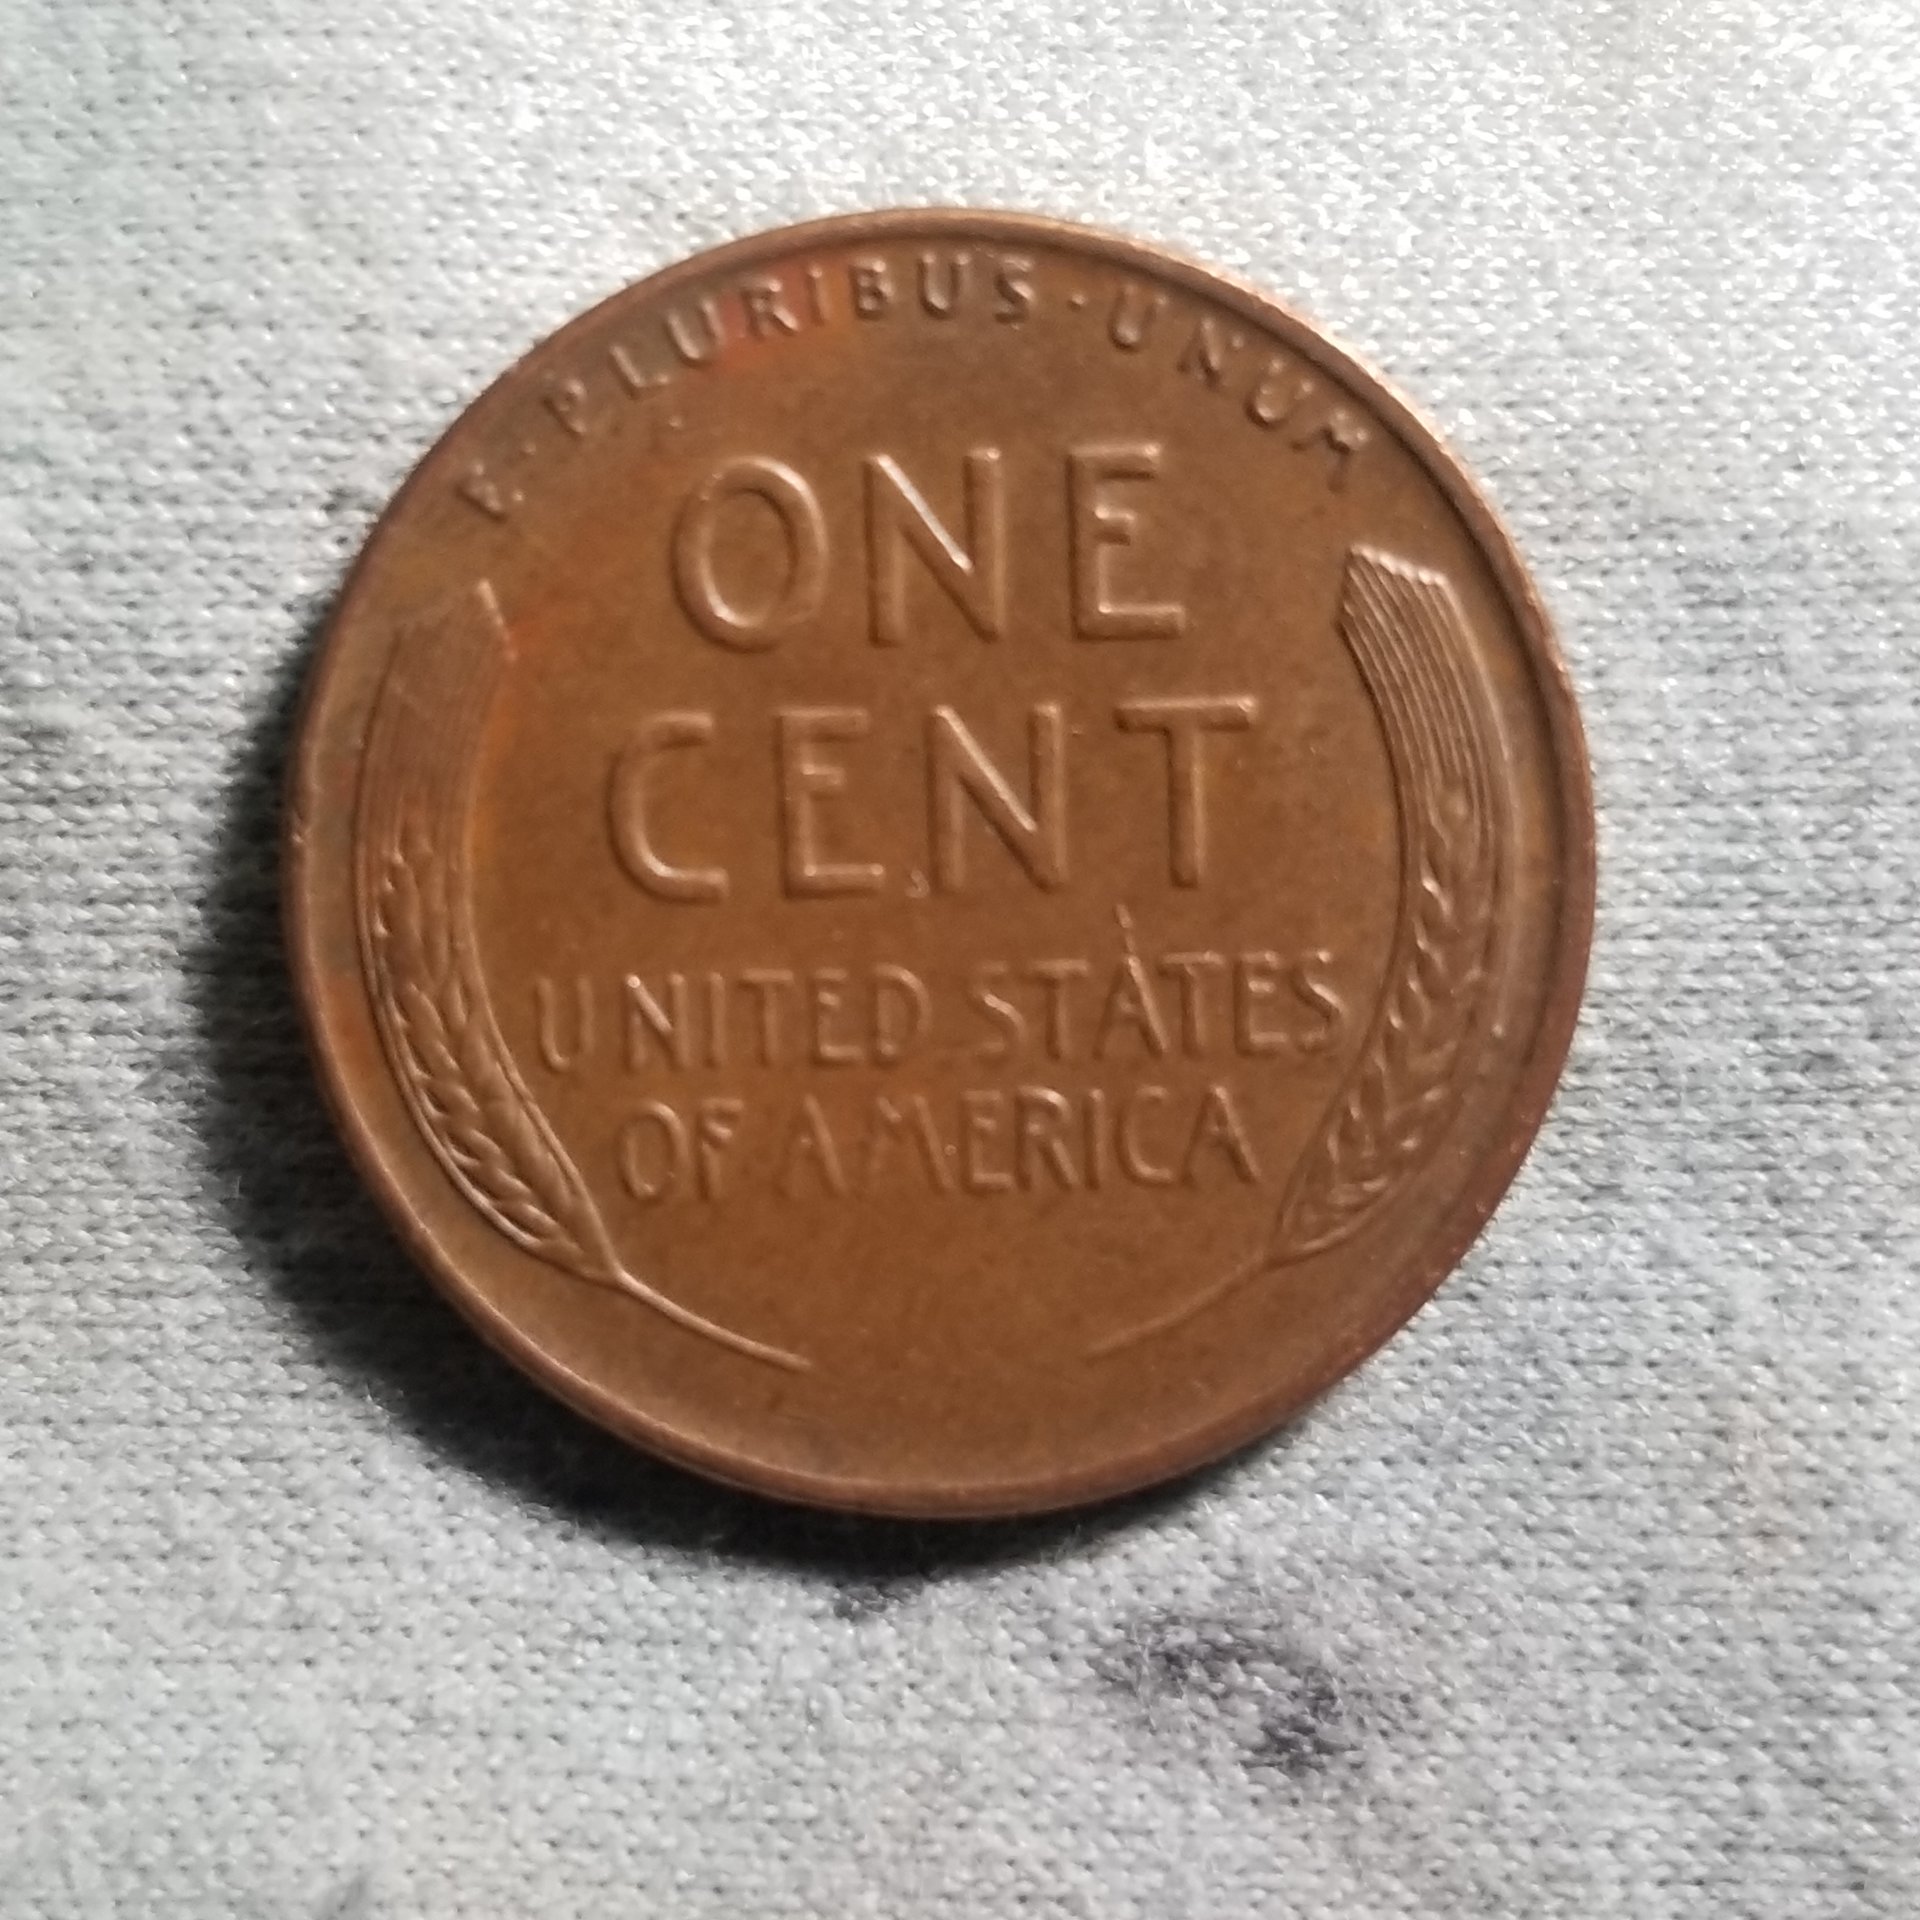 E·PLURIBUS·UNUM
ONE
CENT
UNITED STATES
OF AMERICA